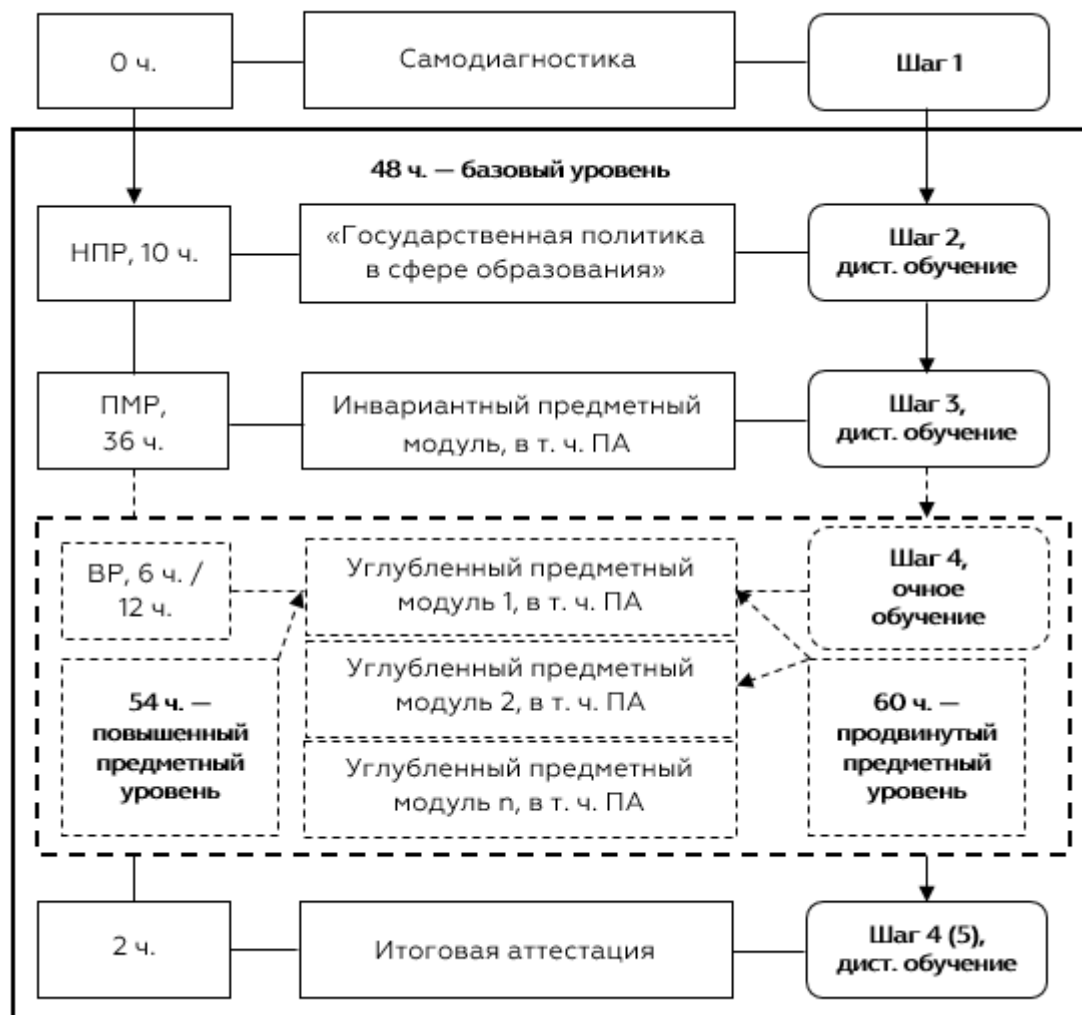 0 ч.
Самодиагностика
Шаг 1
48 ч. — базовый уровень
НПР, 10 ч.
«Государственная политика
в сфере образования»
Шаг 2,
дист. обучение
ПМР,
36 ч.
Инвариантный предметный
модуль, в т. ч. ПА
Шаг 3,
дист. обучение
ВР, 6 ч. /
12 ч.
Углубленный предметный
модуль 1, в т. ч. ПА
Шаг 4,
очное
обучение
54 ч. —
повышенный
предметный
уровень
Углубленный предметный
модуль 2, в т. ч. ПА
Углубленный предметный
модуль n, в т. ч. ПА
60 ч. —
продвинутый
предметный
уровень
2 ч.
Итоговая аттестация
Шаг 4 (5),
дист. обучение